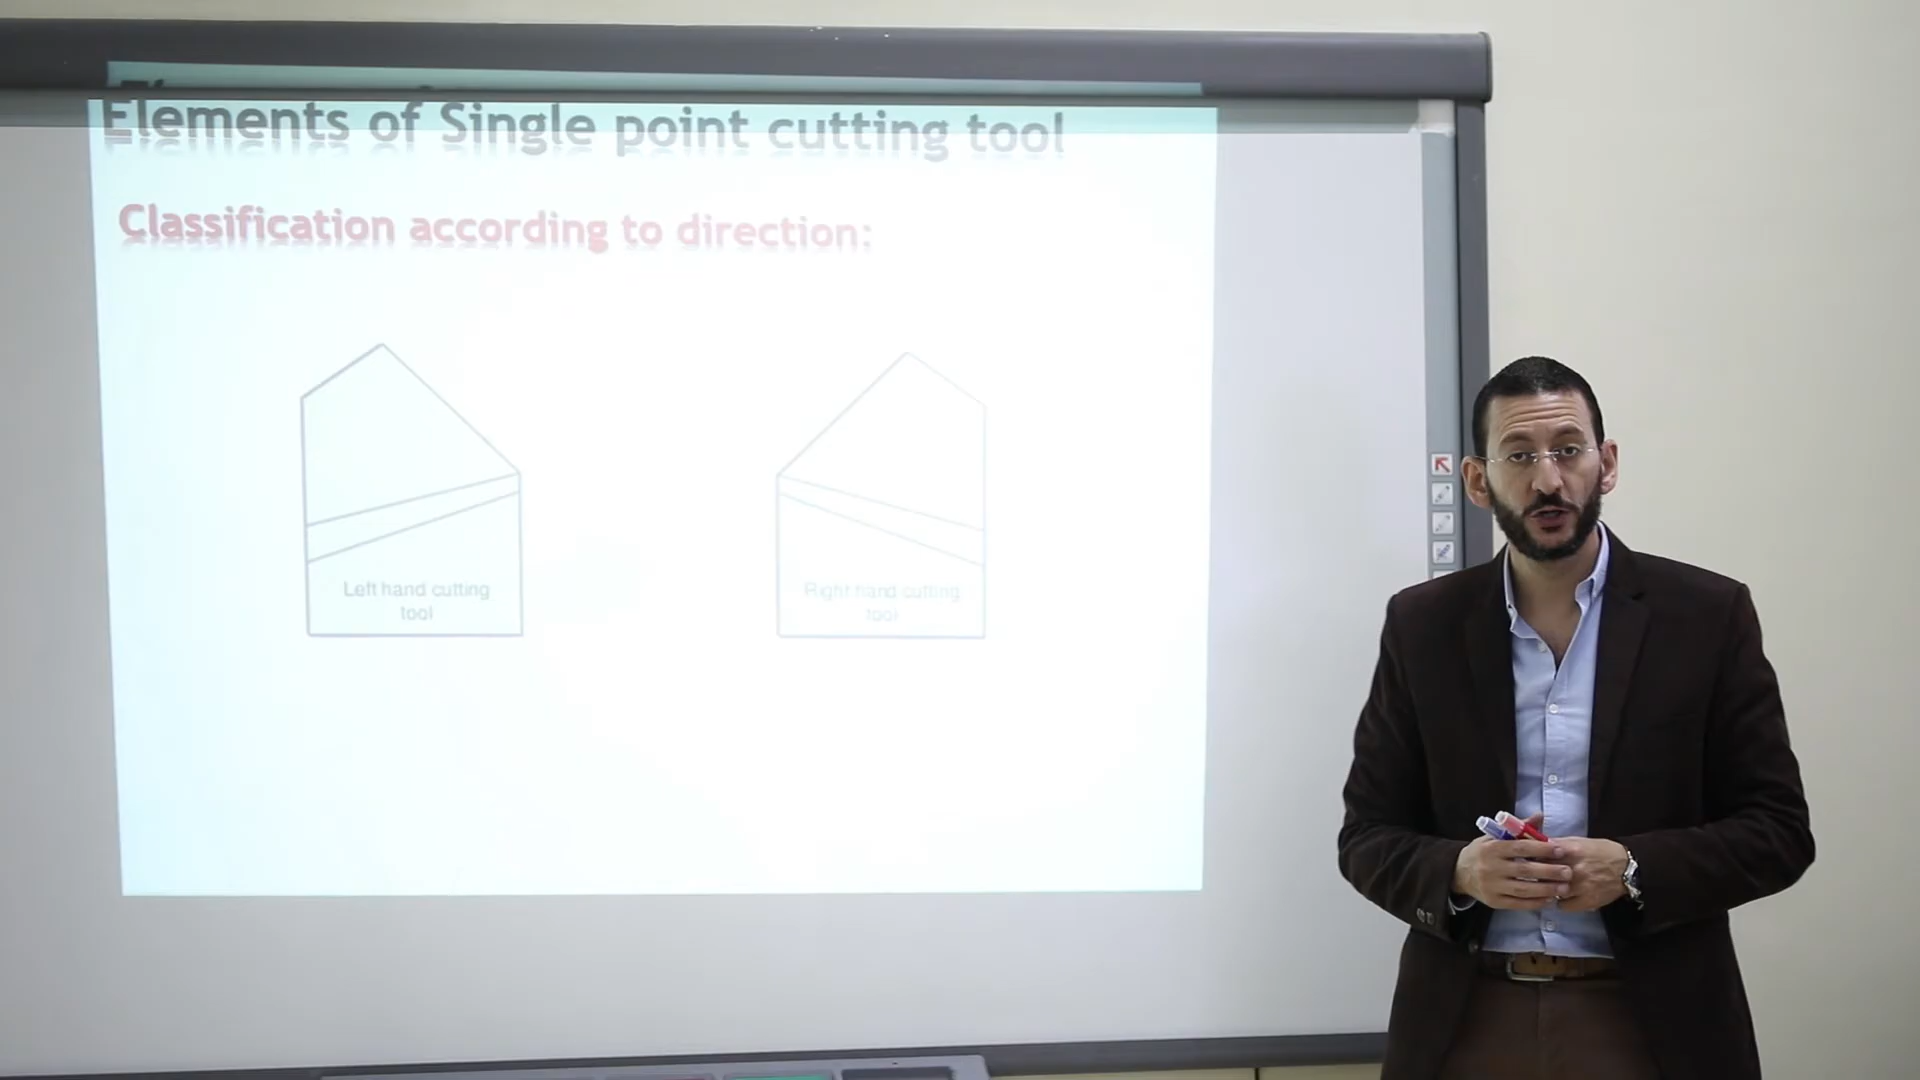 Elements of Single point cutting tool
Classification according to direction:
Left hand cutting
tool
Right hand cutting
tool